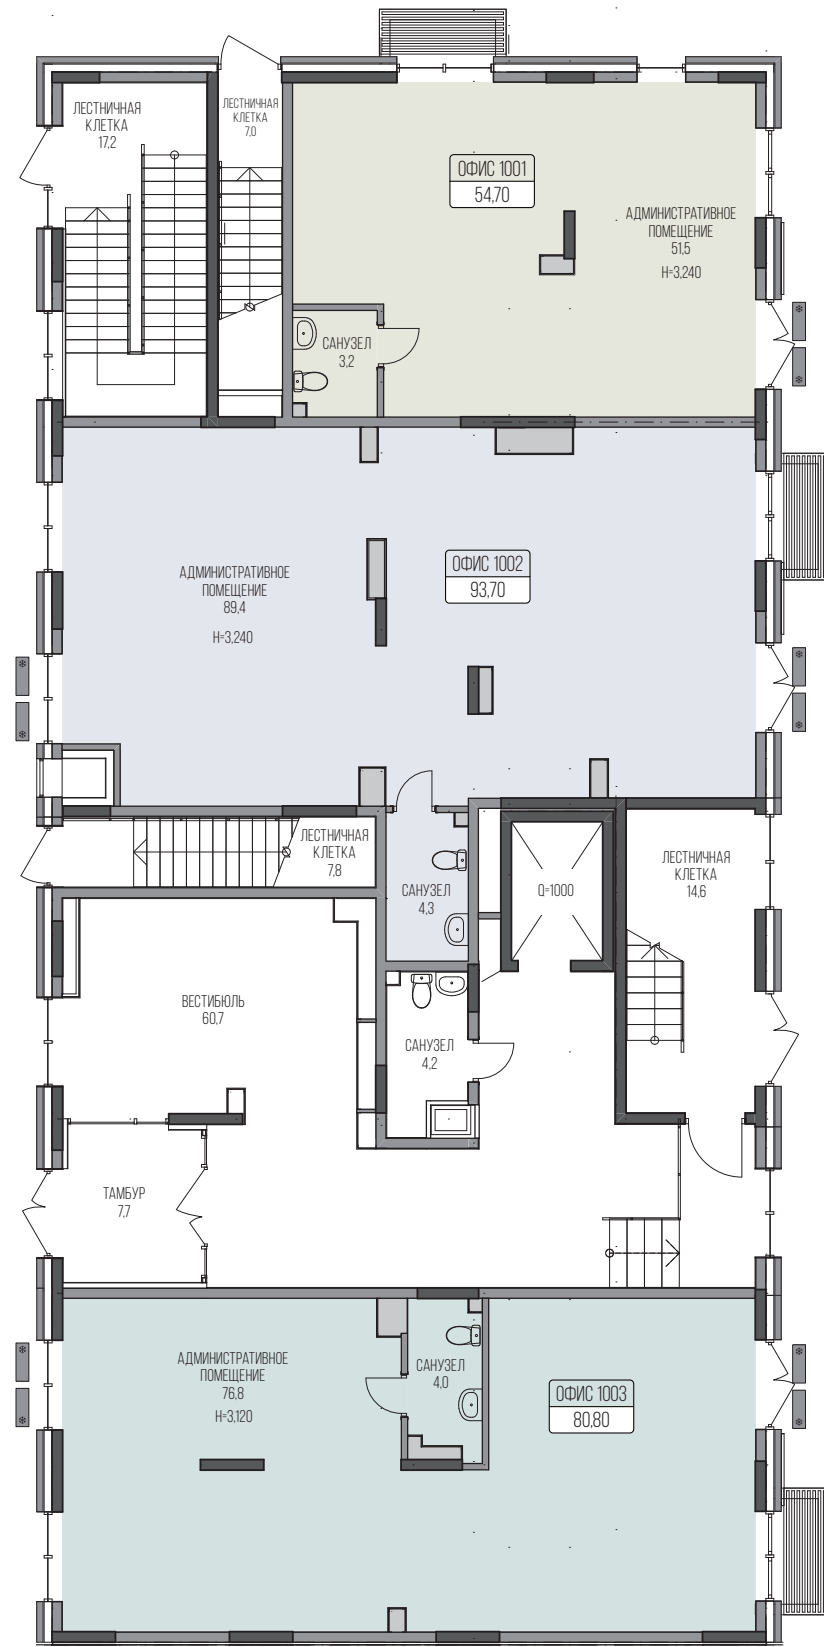 ЛЕСТНИЧНАЯ
КЛЕТКА
17,2
ЛЕСТНИЧНАЯ
КЛЕТКА
7,0
ОФИС 1001
54,70
АДМИНИСТРАТИВНОЕ
ПОМЕЩЕНИЕ
51,5
H=3,240
САНУЗЕЛ
3,2
АДМИНИСТРАТИВНОЕ
ПОМЕЩЕНИЕ
89,4
H=3,240
ОФИС 1002
93,70
ЛЕСТНИЧНАЯ
КЛЕТКА
7,8
САНУЗЕЛ
4,3
Q=1000
ЛЕСТНИЧНАЯ
КЛЕТКА
14,6
ВЕСТИБЮЛЬ
60,7
САНУЗЕЛ
4,2
ТАМБУР
7,7
АДМИНИСТРАТИВНОЕ
ПОМЕЩЕНИЕ
76,8
H=3,120
САНУЗЕЛ
4,0
ОФИС 1003
80,80